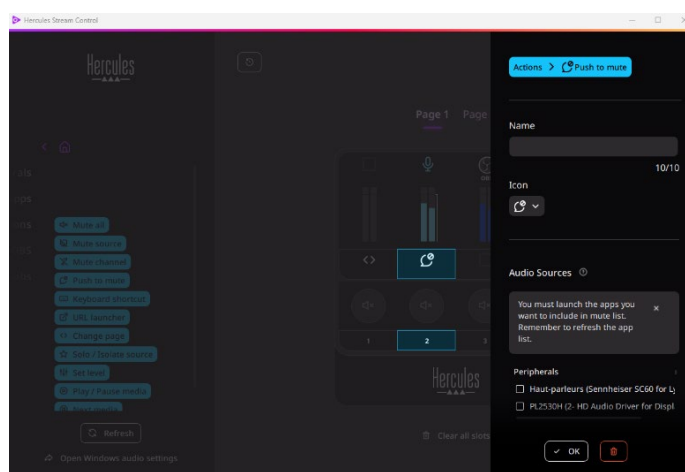 Hercules Stream Control
Hercules
Page 1 Page
Mute all
Mute source
Mute channel
Push to mute
Keyboard shortcut
URL launcher
Change page
Solo / Isolate source
Set level
Play / Pause media
Next media
Refresh
Open Windows audio settings
1 2 3
Hercules
Clear all slots
Actions > Push to mute
Name
10/10
Icon
Audio Sources
You must launch the apps you
want to include in mute list.
Remember to refresh the app
list.
Peripherals
Haut-parleurs (Sennheiser SC60 for Ly
PL2530H (2- HD Audio Driver for Displ
OK